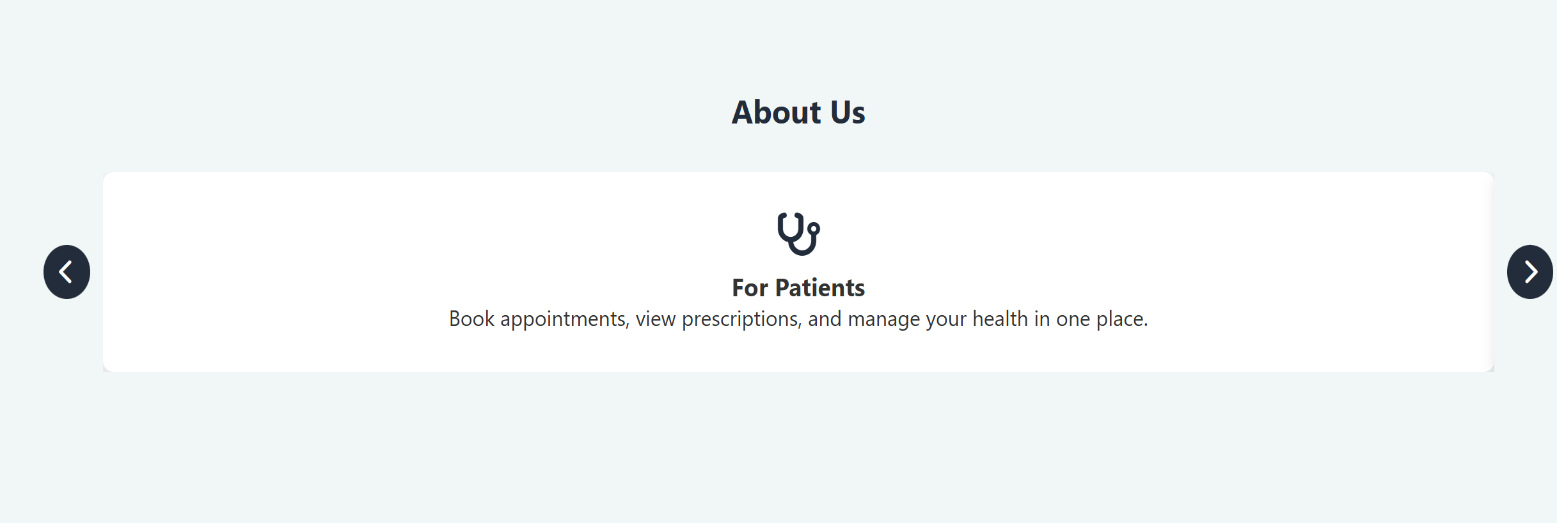 About Us
For Patients
Book appointments, view prescriptions, and manage your health in one place.